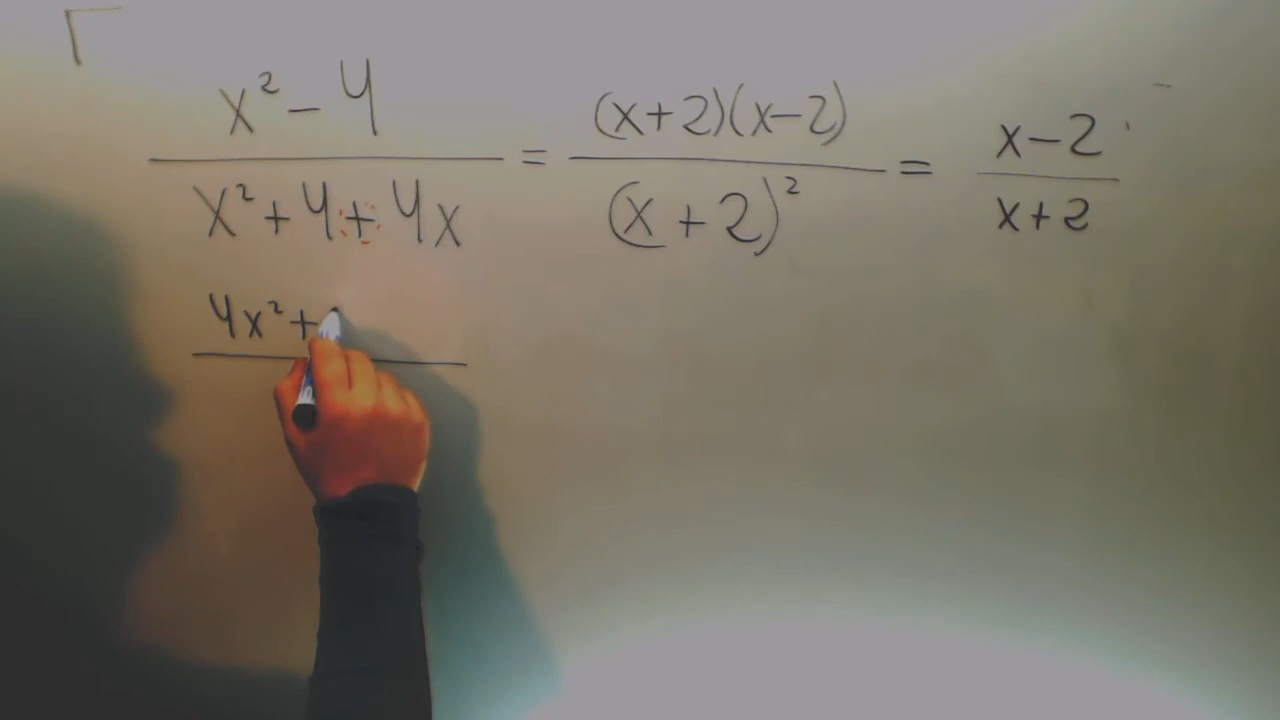 x² - 4 / x² + 4 + 4x = (x+2)(x-2) / (x+2)² = x-2 / x+2
4x² +